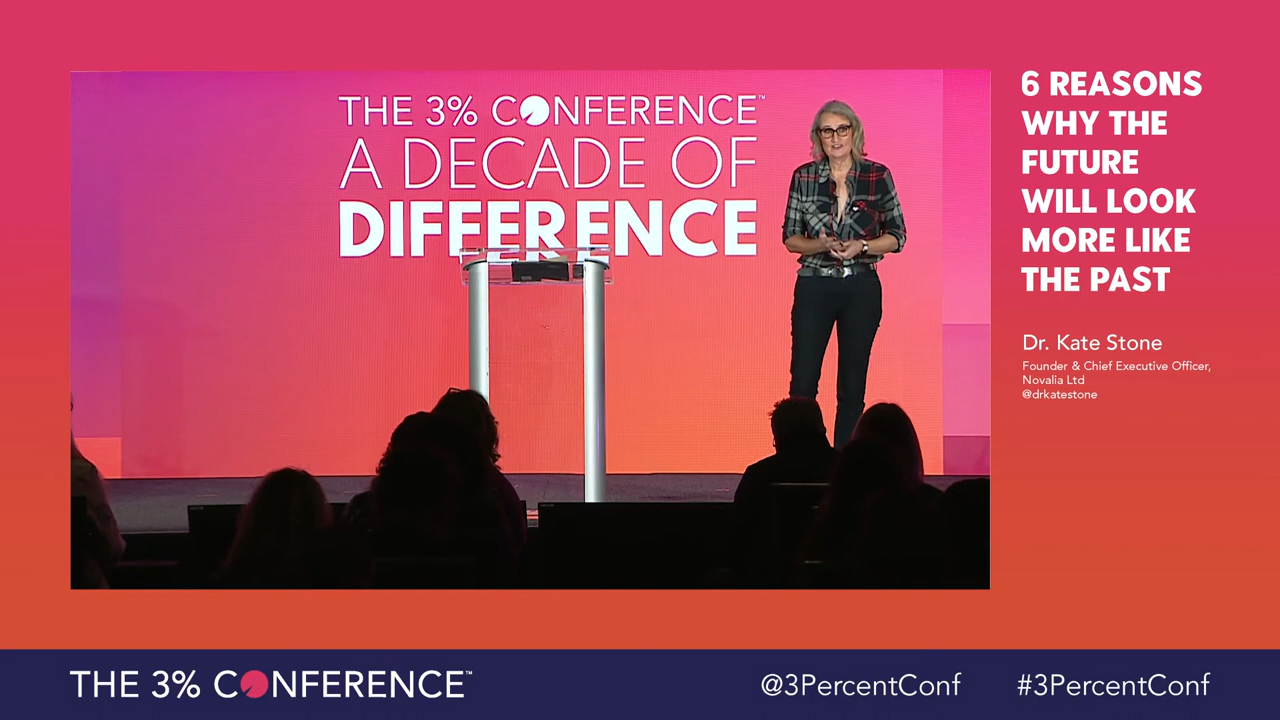 THE 3% CONFERENCE™
A DECADE OF
DIFFERENCE
6 REASONS
WHY THE
FUTURE
WILL LOOK
MORE LIKE
THE PAST
Dr. Kate Stone
Founder & Chief Executive Officer,
Novalia Ltd
@drkatestone
THE 3% CONFERENCE™
@3PercentConf
#3PercentConf